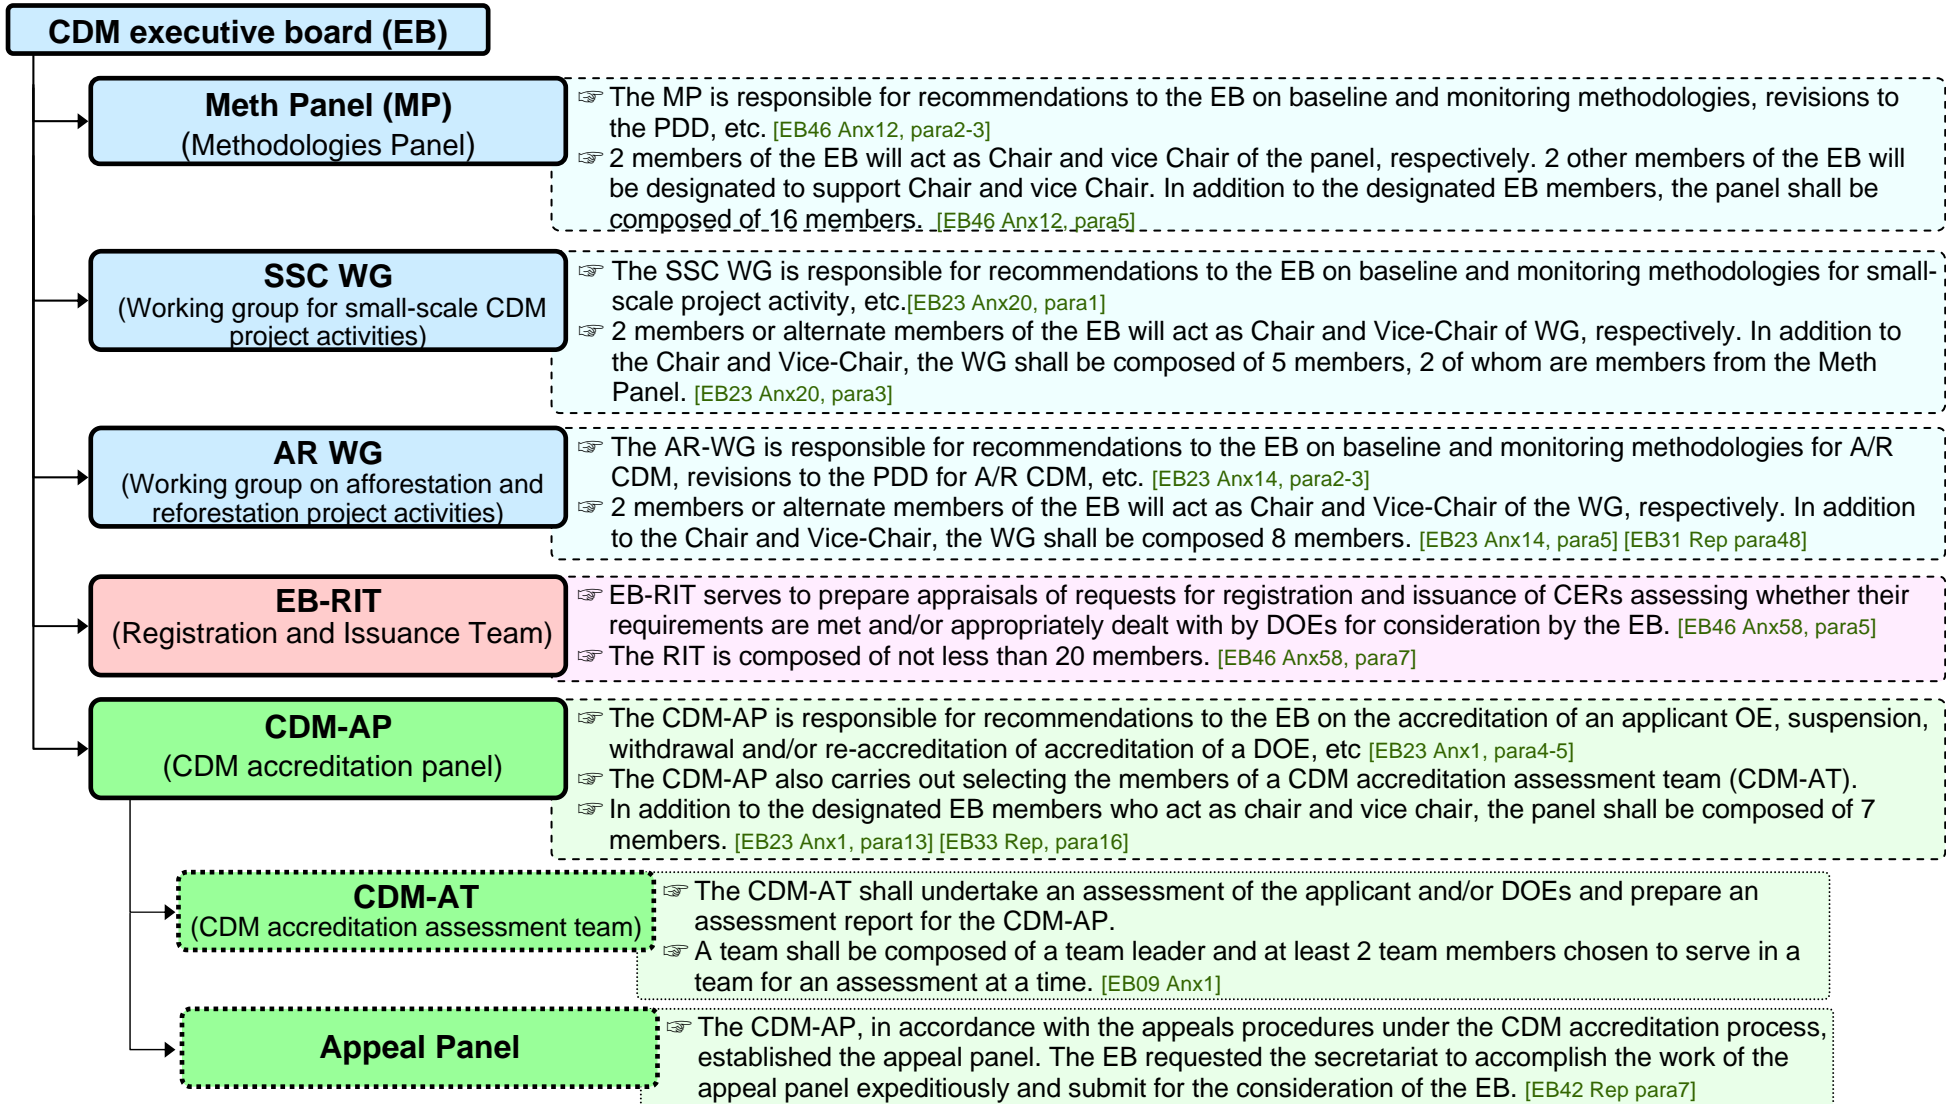 CDM executive board (EB)
Meth Panel (MP)
(Methodologies Panel)
☞ The MP is responsible for recommendations to the EB on baseline and monitoring methodologies, revisions to
the PDD, etc. [EB46 Anx12, para2-3]
☞ 2 members of the EB will act as Chair and vice Chair of the panel, respectively. 2 other members of the EB will
be designated to support Chair and vice Chair. In addition to the designated EB members, the panel shall be
composed of 16 members. [EB46 Anx12, para5]
SSC WG
(Working group for small-scale CDM
project activities)
☞ The SSC WG is responsible for recommendations to the EB on baseline and monitoring methodologies for small-
scale project activity, etc.[EB23 Anx20, para1]
☞ 2 members or alternate members of the EB will act as Chair and Vice-Chair of WG, respectively. In addition to
the Chair and Vice-Chair, the WG shall be composed of 5 members, 2 of whom are members from the Meth
Panel. [EB23 Anx20, para3]
AR WG
(Working group on afforestation and
reforestation project activities)
☞ The AR-WG is responsible for recommendations to the EB on baseline and monitoring methodologies for A/R
CDM, revisions to the PDD for A/R CDM, etc. [EB23 Anx14, para2-3]
☞ 2 members or alternate members of the EB will act as Chair and Vice-Chair of the WG, respectively. In addition
to the Chair and Vice-Chair, the WG shall be composed 8 members. [EB23 Anx14, para5] [EB31 Rep para48]
EB-RIT
(Registration and Issuance Team)
☞ EB-RIT serves to prepare appraisals of requests for registration and issuance of CERs assessing whether their
requirements are met and/or appropriately dealt with by DOEs for consideration by the EB. [EB46 Anx58, para5]
☞ The RIT is composed of not less than 20 members. [EB46 Anx58, para7]
CDM-AP
(CDM accreditation panel)
☞ The CDM-AP is responsible for recommendations to the EB on the accreditation of an applicant OE, suspension,
withdrawal and/or re-accreditation of accreditation of a DOE, etc [EB23 Anx1, para4-5]
☞ The CDM-AP also carries out selecting the members of a CDM accreditation assessment team (CDM-AT).
☞ In addition to the designated EB members who act as chair and vice chair, the panel shall be composed of 7
members. [EB23 Anx1, para13] [EB33 Rep, para16]
CDM-AT
(CDM accreditation assessment team)
☞ The CDM-AT shall undertake an assessment of the applicant and/or DOEs and prepare an
assessment report for the CDM-AP.
☞ A team shall be composed of a team leader and at least 2 team members chosen to serve in a
team for an assessment at a time. [EB09 Anx1]
Appeal Panel
☞ The CDM-AP, in accordance with the appeals procedures under the CDM accreditation process,
established the appeal panel. The EB requested the secretariat to accomplish the work of the
appeal panel expeditiously and submit for the consideration of the EB. [EB42 Rep para7]